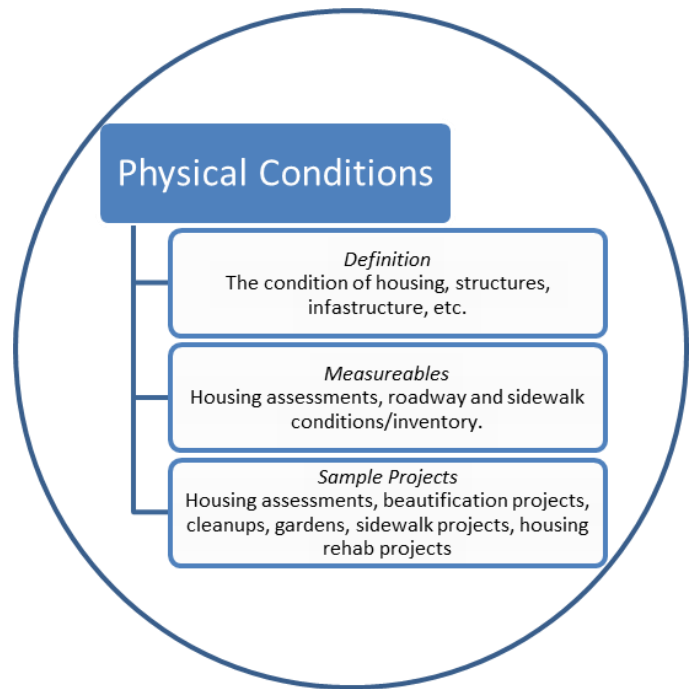 Physical Conditions
Definition
The condition of housing, structures,
infastructure, etc.
Measureables
Housing assessments, roadway and sidewalk
conditions/inventory.
Sample Projects
Housing assessments, beautification projects,
cleanups, gardens, sidewalk projects, housing
rehab projects